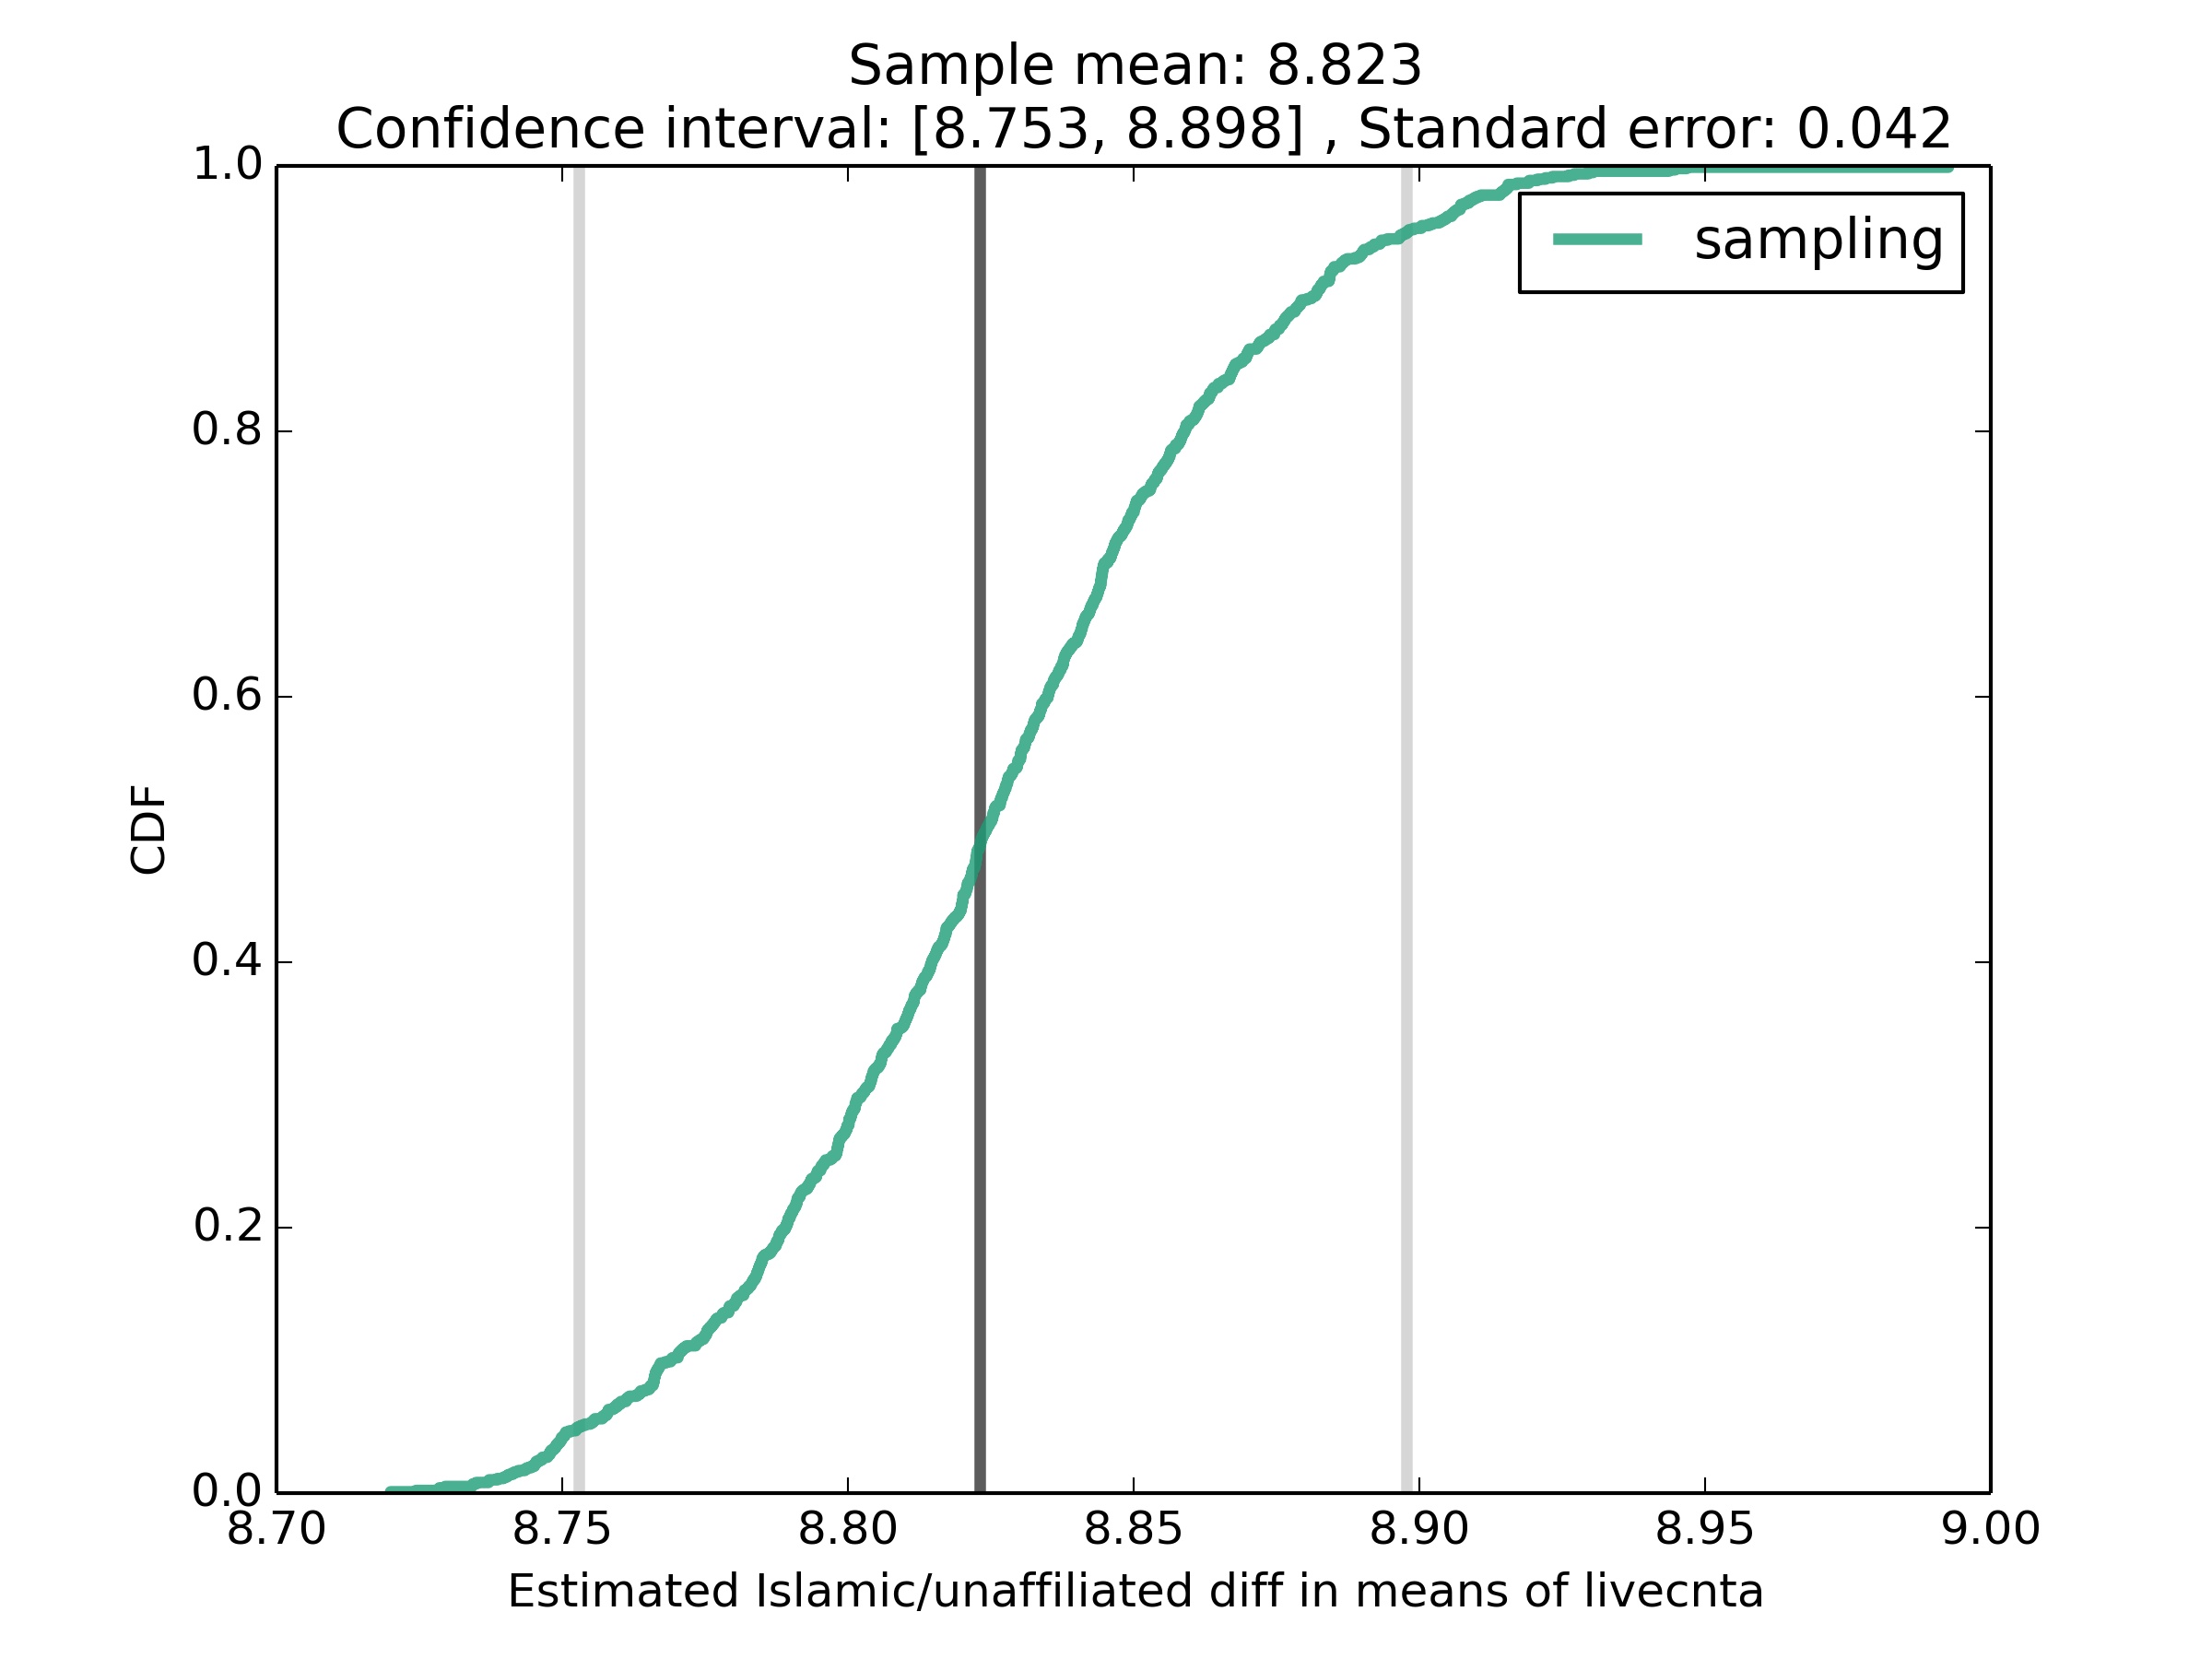 Sample mean: 8.823
Confidence interval: [8.753, 8.898] , Standard error: 0.042
1.0
sampling
0.8
0.6
CDF
0.4
0.2
0.0
8.70 8.75 8.80 8.85 8.90 8.95 9.00
Estimated Islamic/unaffiliated diff in means of livecnta